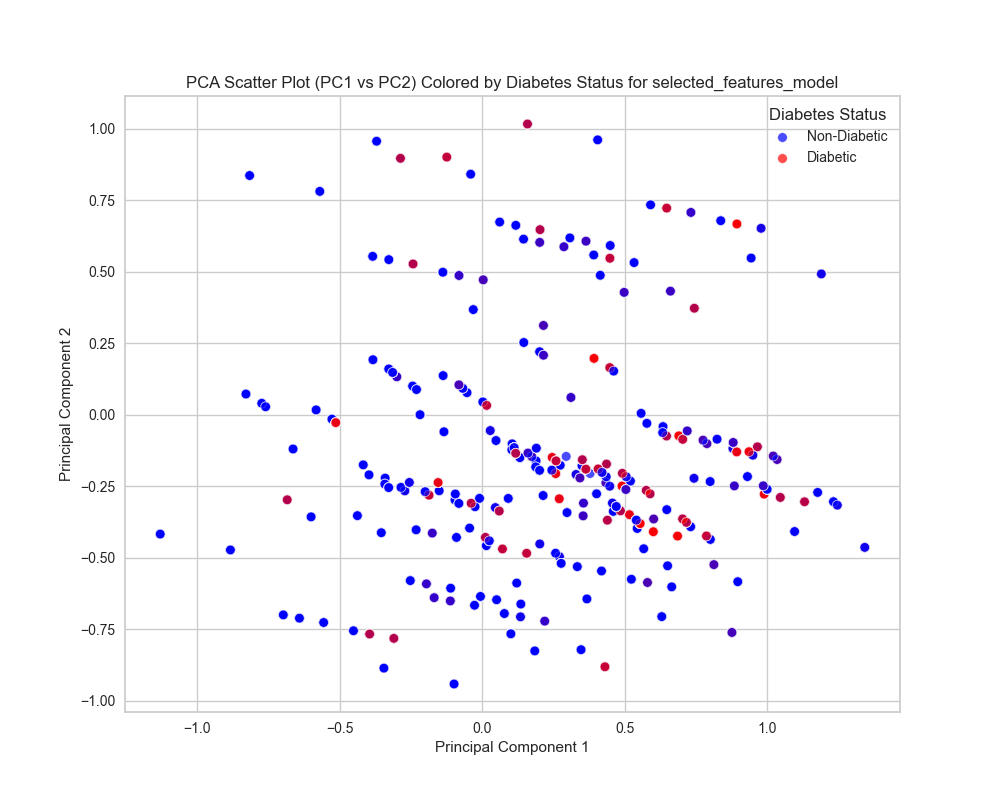 PCA Scatter Plot (PC1 vs PC2) Colored by Diabetes Status for selected_features_model
Diabetes Status
Non-Diabetic
Diabetic
Principal Component 2
1.00
0.75
0.50
0.25
0.00
−0.25
−0.50
−0.75
−1.00
−1.0
−0.5
0.0
0.5
1.0
Principal Component 1